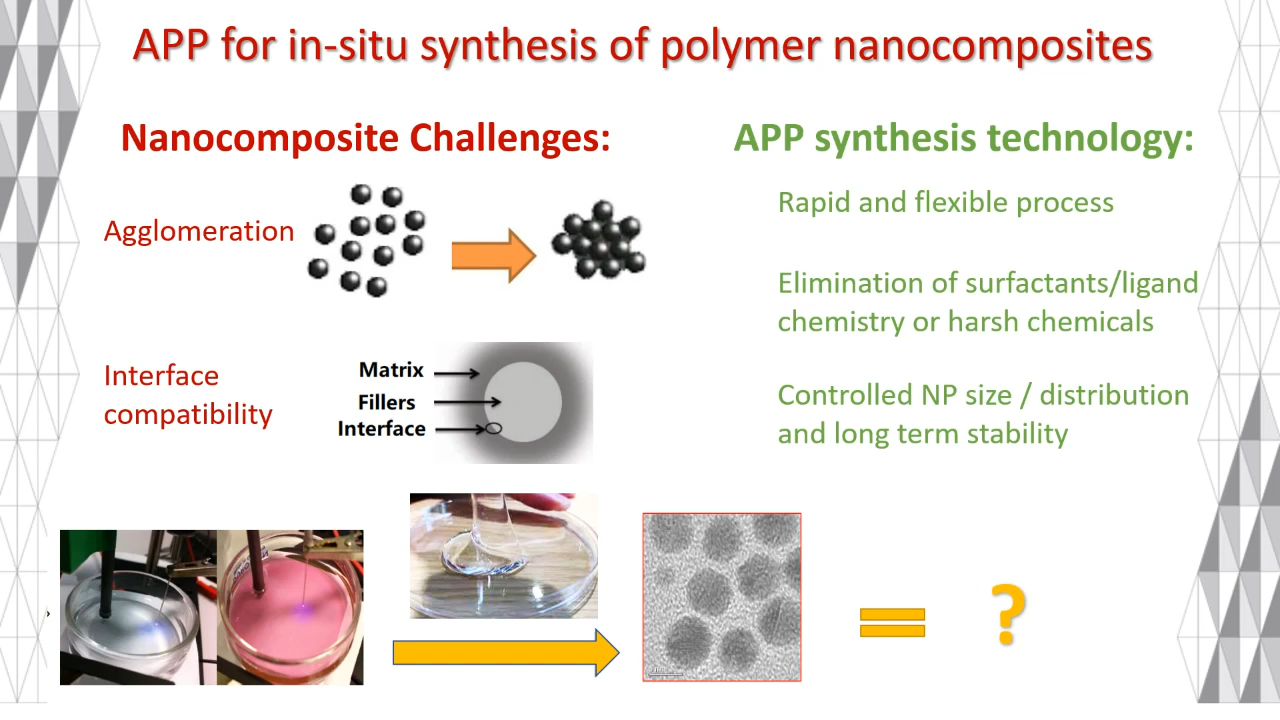 APP for in-situ synthesis of polymer nanocomposites
Nanocomposite Challenges:
Agglomeration
Interface
compatibility
Matrix
Fillers
Interface
APP synthesis technology:
Rapid and flexible process
Elimination of surfactants/ligand
chemistry or harsh chemicals
Controlled NP size / distribution
and long term stability
= ?